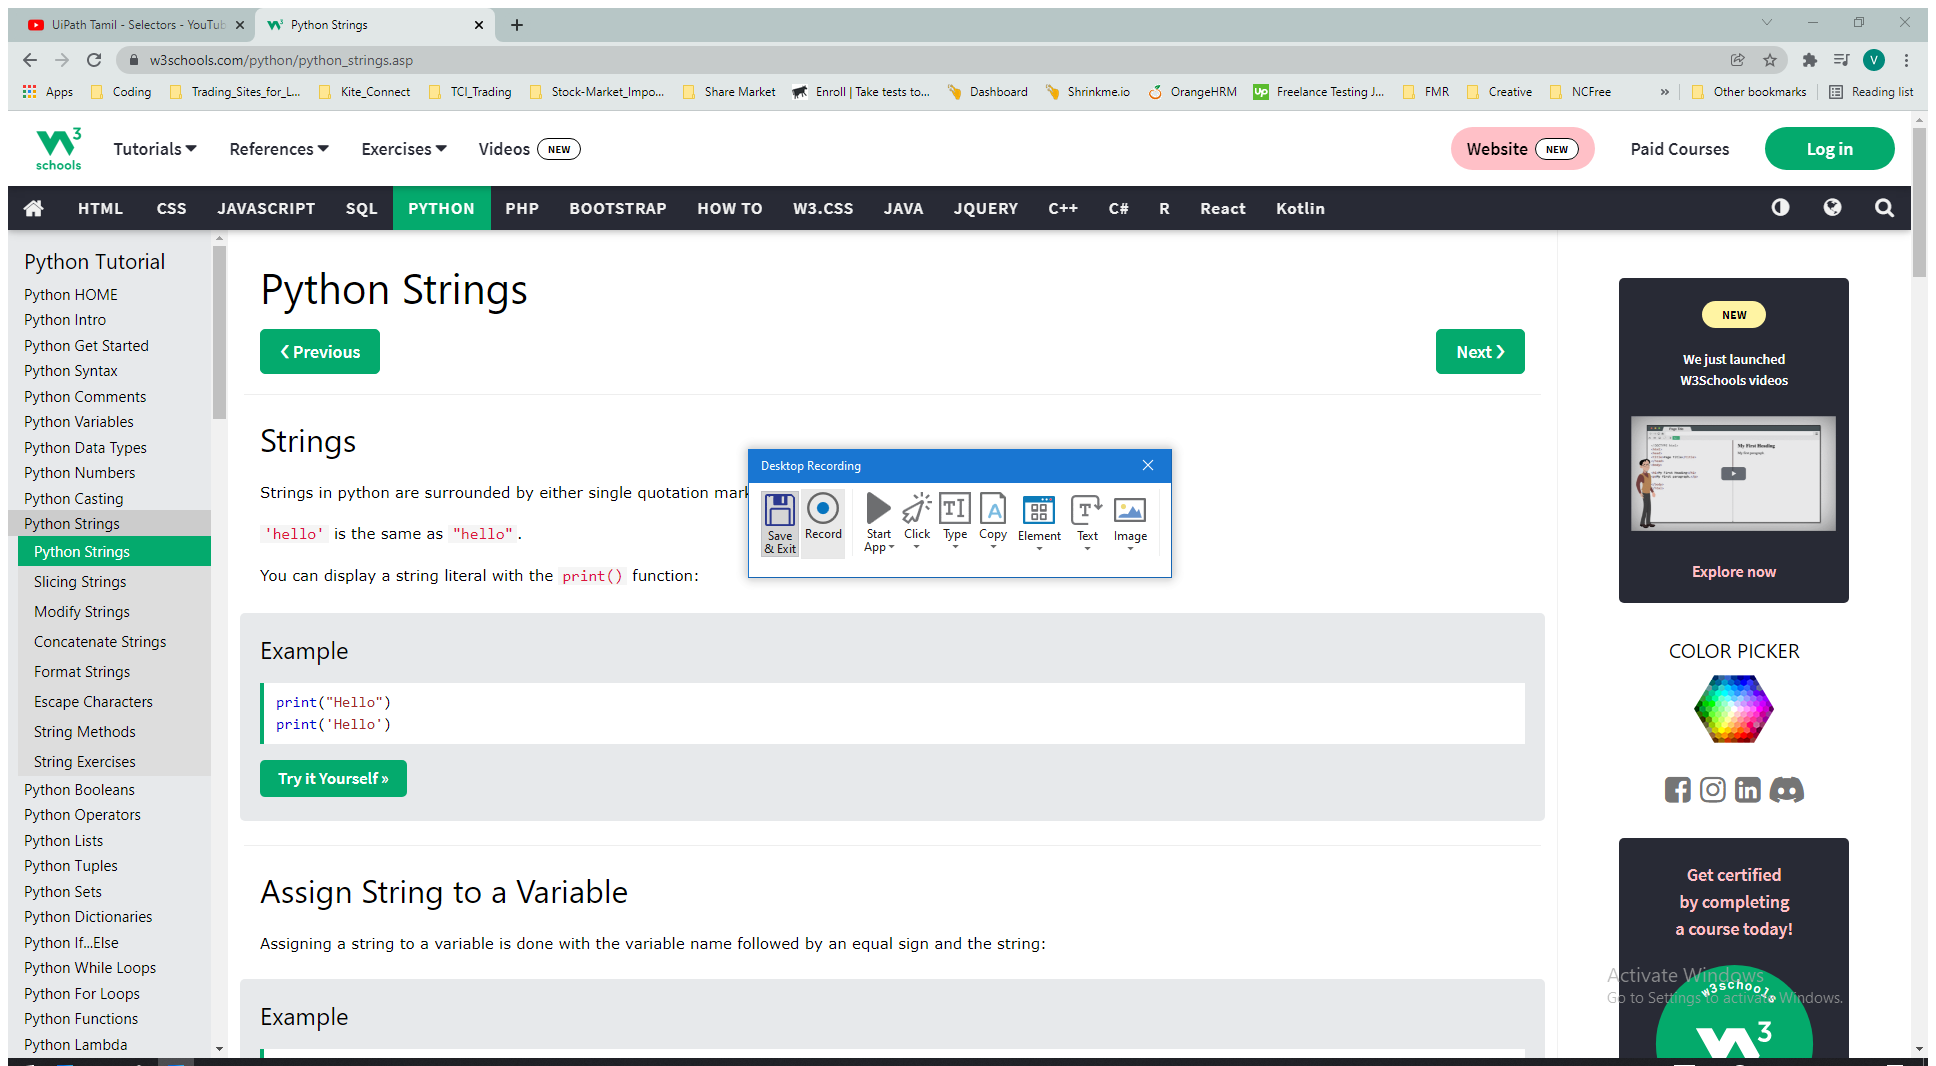 UiPath Tamil - Selectors - YouTub
Python Strings
w3schools.com/python/python_strings.asp
V
Apps
Coding
Trading_Sites_for_L...
Kite_Connect
TCI_Trading
Stock-Market_Impo...
Share Market
Enroll | Take tests to...
Dashboard
Shrinkme.io
OrangeHRM
Up
Freelance Testing J...
FMR
Creative
NCFree
»
Other bookmarks
Reading list
W3
schools
Tutorials
References
Exercises
Videos NEW
Website NEW
Paid Courses
Log in
HTML
CSS
JAVASCRIPT
SQL
PYTHON
PHP
BOOTSTRAP
HOW TO
W3.CSS
JAVA
JQUERY
C++
C#
R
React
Kotlin
Python Tutorial
Python HOME
Python Intro
Python Get Started
Python Syntax
Python Comments
Python Variables
Python Data Types
Python Numbers
Python Casting
Python Strings
Python Strings
Slicing Strings
Modify Strings
Concatenate Strings
Format Strings
Escape Characters
String Methods
String Exercises
Python Booleans
Python Operators
Python Lists
Python Tuples
Python Sets
Python Dictionaries
Python If...Else
Python While Loops
Python For Loops
Python Functions
Python Lambda
Python Strings
❮ Previous
Next ❯
Strings
Strings in python are surrounded by either single quotation mark
'hello' is the same as "hello".
You can display a string literal with the print() function:
Desktop Recording
Save & Exit
Record
Start App
Click
Type
Copy
Element
Text
Image
Example
print("Hello")
print('Hello')
Try it Yourself »
Assign String to a Variable
Assigning a string to a variable is done with the variable name followed by an equal sign and the string:
Example
NEW
We just launched
W3Schools videos
My First Heading
Explore now
COLOR PICKER
Get certified
by completing
a course today!
w3schools
W3
Activate Windows
Go to Settings to activate Windows.